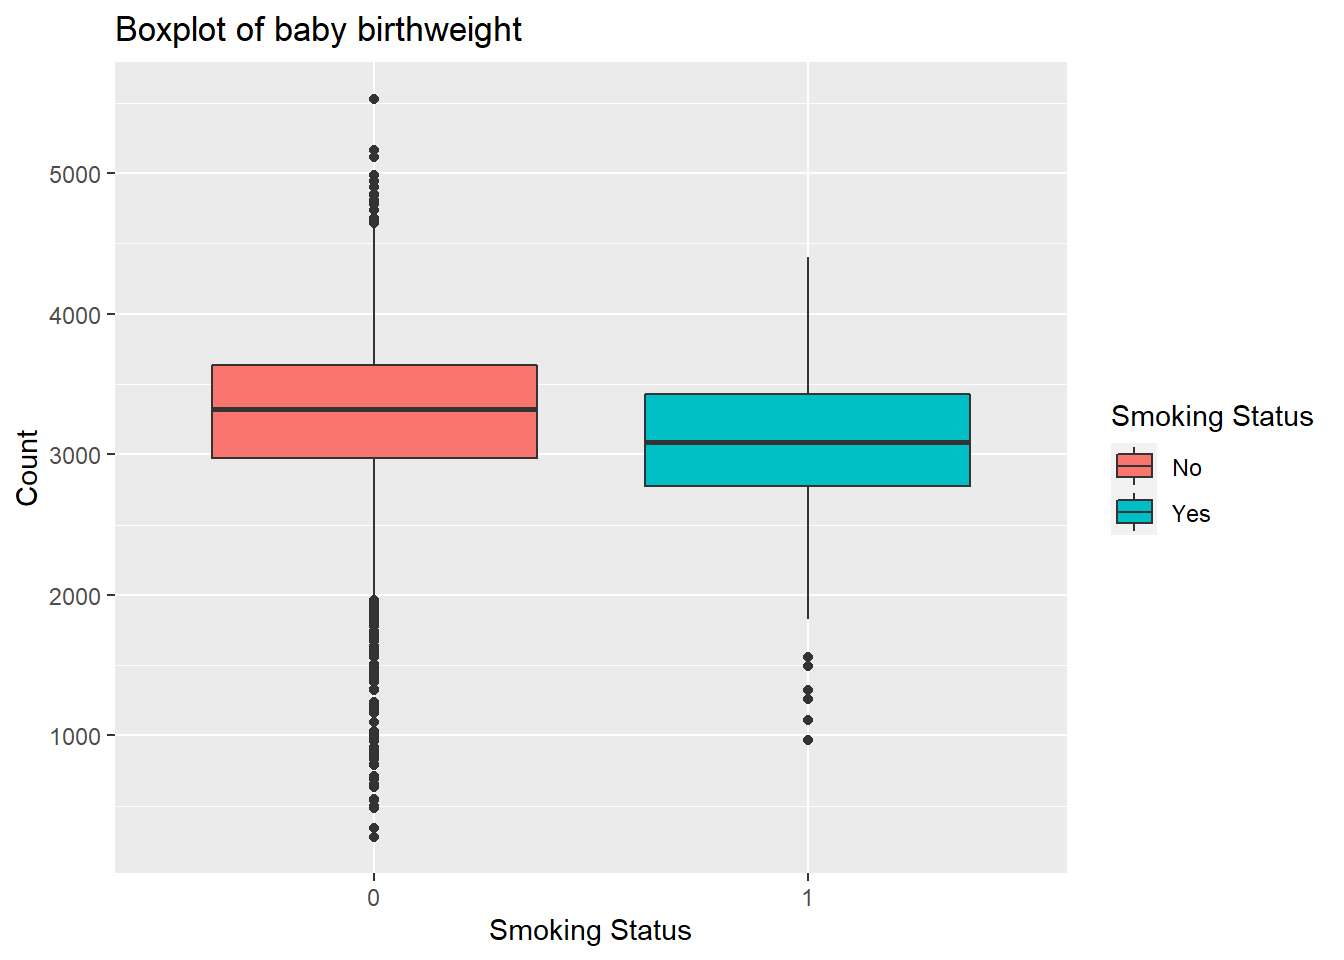 Boxplot of baby birthweight
5000
4000
3000
2000
1000
Count
0
1
Smoking Status
Smoking Status
No
Yes